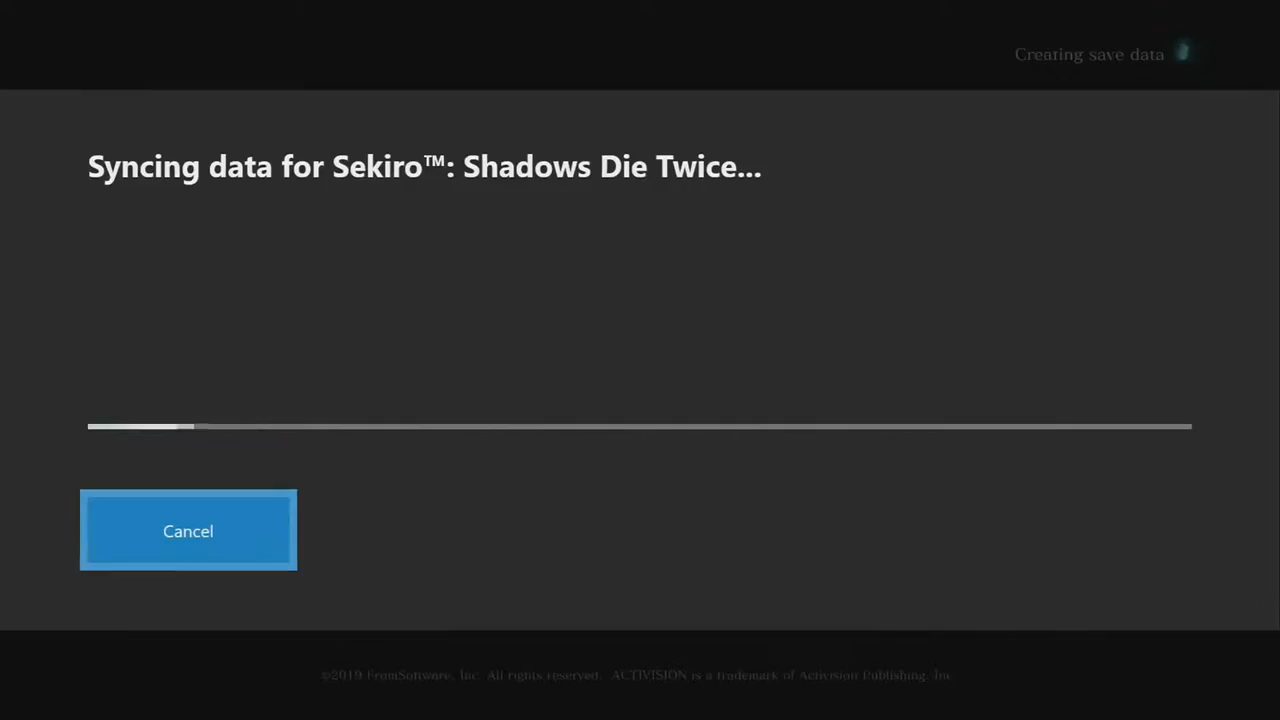 Creating save data
Syncing data for Sekiro™: Shadows Die Twice...
Cancel
©2019 FromSoftware, Inc. All rights reserved. ACTIVISION is a trademark of Activision Publishing, Inc.